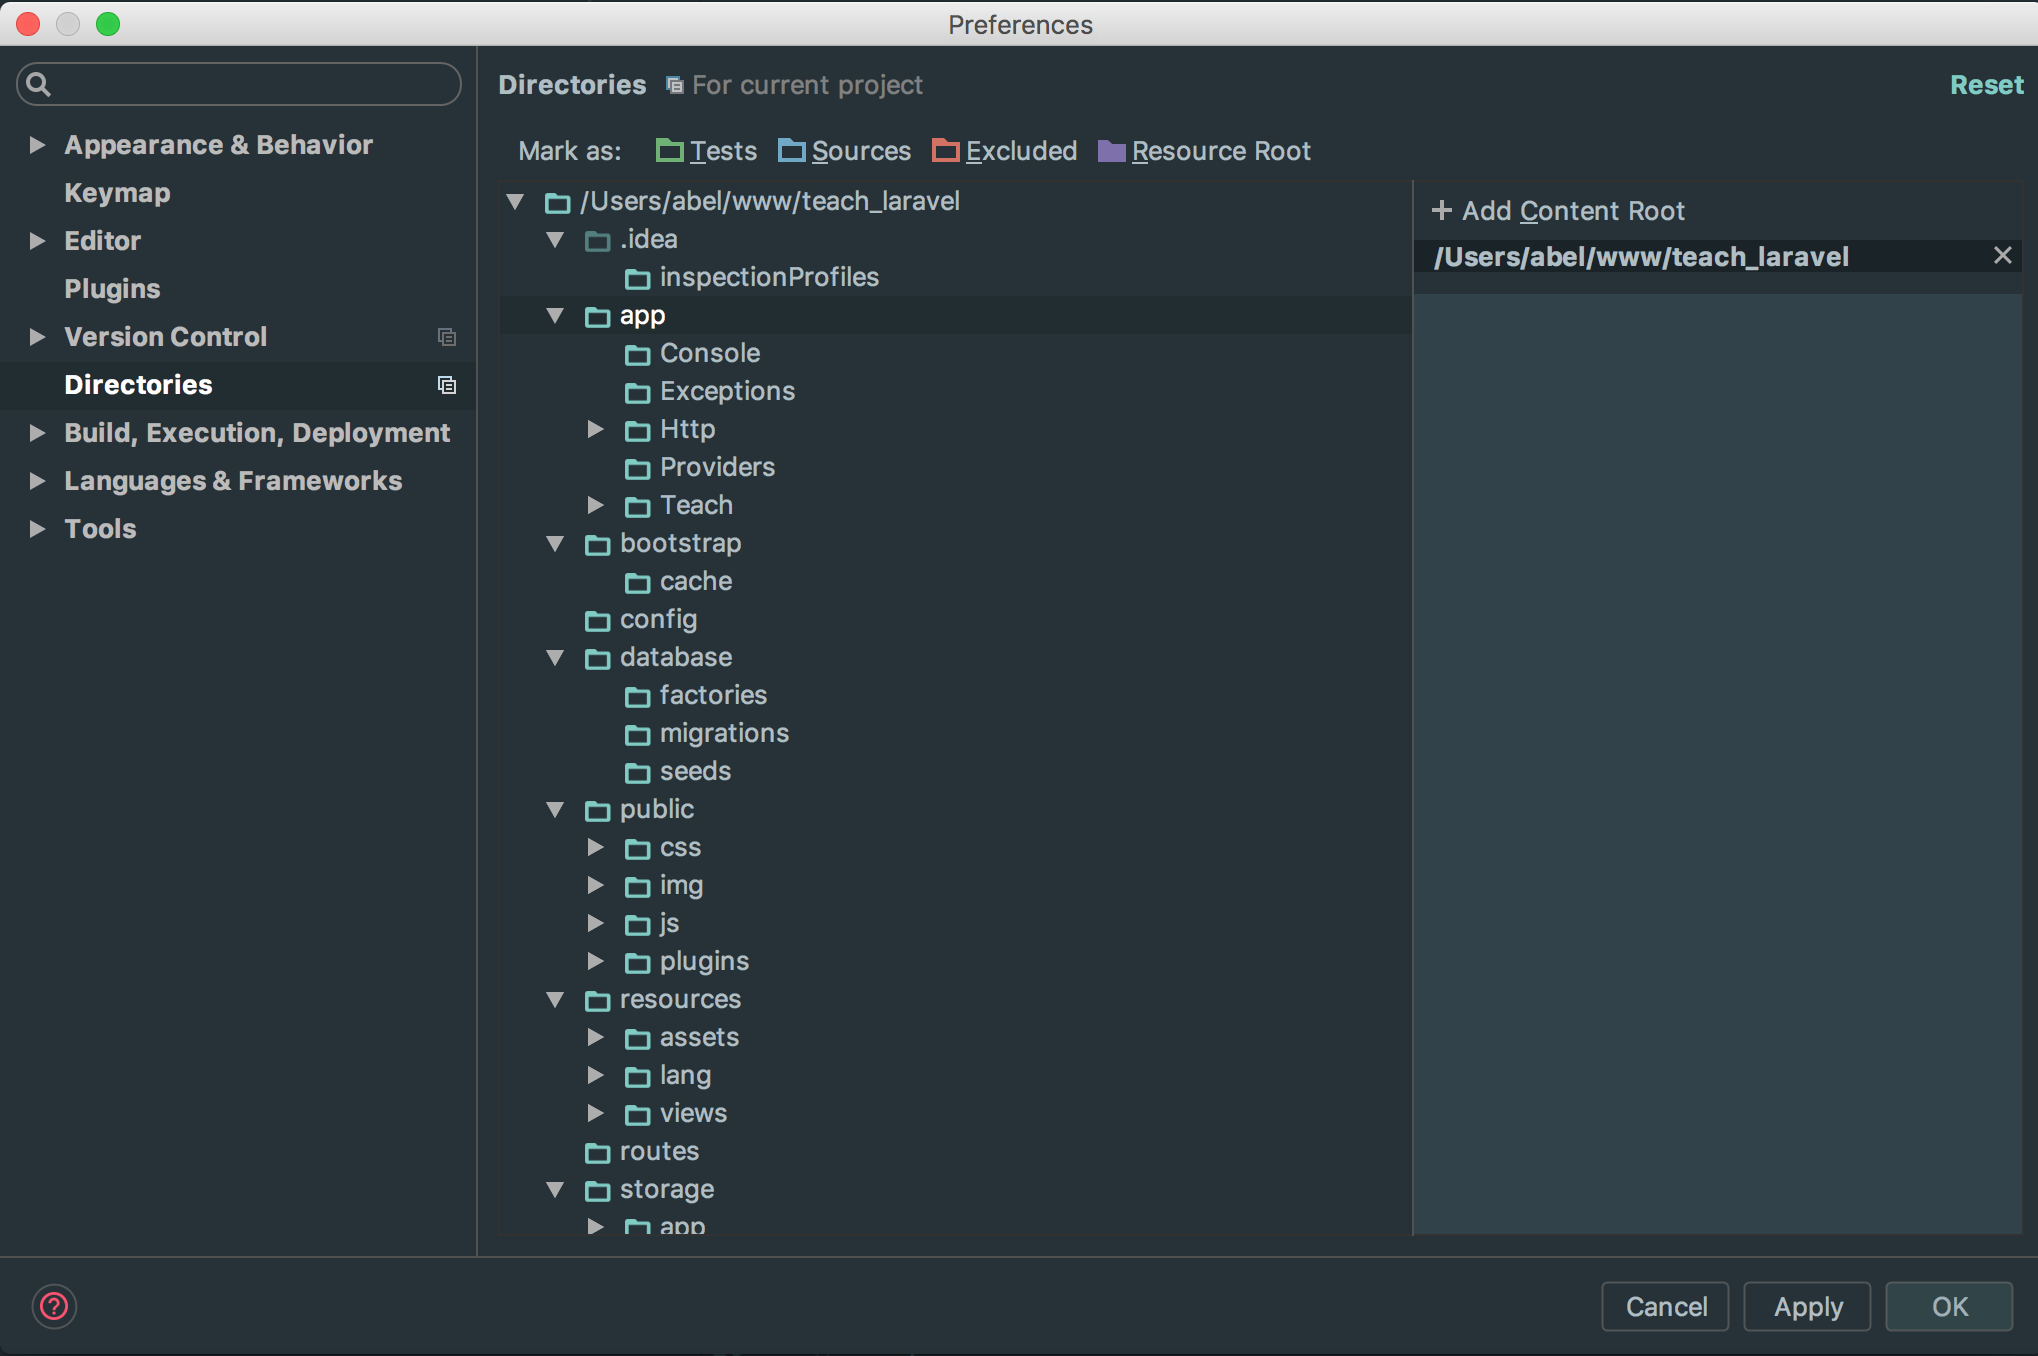 Preferences
Appearance & Behavior
Keymap
Editor
Plugins
Version Control
Directories
Build, Execution, Deployment
Languages & Frameworks
Tools
Directories For current project
Reset
Mark as: Tests Sources Excluded Resource Root
/Users/abel/www/teach_laravel
.idea
inspectionProfiles
app
Console
Exceptions
Http
Providers
Teach
bootstrap
cache
config
database
factories
migrations
seeds
public
css
img
js
plugins
resources
assets
lang
views
routes
storage
app
+ Add Content Root
/Users/abel/www/teach_laravel
?
Cancel
Apply
OK